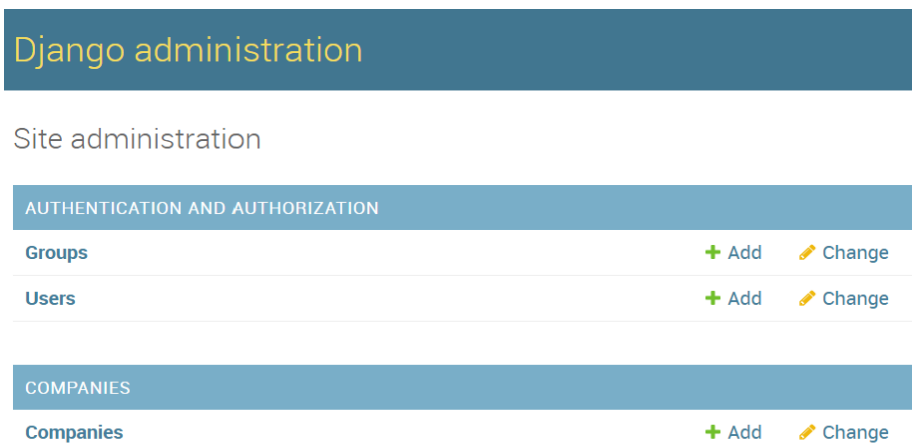 Django administration
Site administration
AUTHENTICATION AND AUTHORIZATION
Groups Add Change
Users Add Change
COMPANIES
Companies Add Change